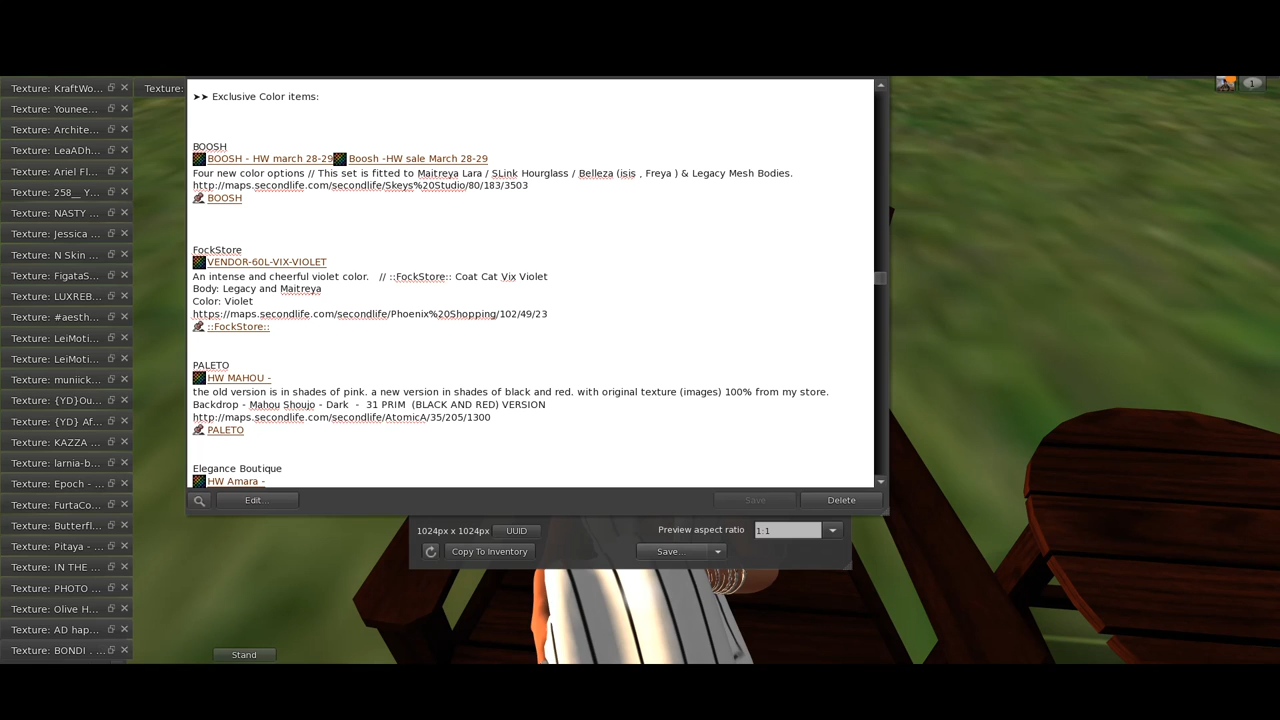 Texture: KraftWo...
Texture: Younee...
Texture: Archite...
Texture: LeaADh...
Texture: Ariel Fl...
Texture: 258__ Y...
Texture: NASTY ...
Texture: Jessica ...
Texture: N Skin ...
Texture: FigataS...
Texture: LUXREB...
Texture: #aesth...
Texture: LeiMoti...
Texture: LeiMoti...
Texture: muniick...
Texture: {YD}Ou...
Texture: {YD} Af...
Texture: KAZZA ...
Texture: larnia-b...
Texture: Epoch - ...
Texture: FurtaCo...
Texture: Butterfl...
Texture: Pitaya - ...
Texture: IN THE ...
Texture: PHOTO ...
Texture: Olive H...
Texture: AD hap...
Texture: BONDI . ...
Texture:
➤➤ Exclusive Color items:
BOOSH
BOOSH - HW march 28-29 Boosh -HW sale March 28-29
Four new color options // This set is fitted to Maitreya Lara / SLink Hourglass / Belleza (isis , Freya ) & Legacy Mesh Bodies.
http://maps.secondlife.com/secondlife/Skeys%20Studio/80/183/3503
BOOSH
FockStore
VENDOR-60L-VIX-VIOLET
An intense and cheerful violet color.   // ::FockStore:: Coat Cat Vix Violet
Body: Legacy and Maitreya
Color: Violet
https://maps.secondlife.com/secondlife/Phoenix%20Shopping/102/49/23
::FockStore::
PALETO
HW MAHOU -
the old version is in shades of pink. a new version in shades of black and red. with original texture (images) 100% from my store.
Backdrop - Mahou Shoujo - Dark  -  31 PRIM  (BLACK AND RED) VERSION
http://maps.secondlife.com/secondlife/AtomicA/35/205/1300
PALETO
Elegance Boutique
HW Amara -
Edit...
Save
Delete
1024px x 1024px
UUID
Preview aspect ratio
1:1
Copy To Inventory
Save...
Stand
1